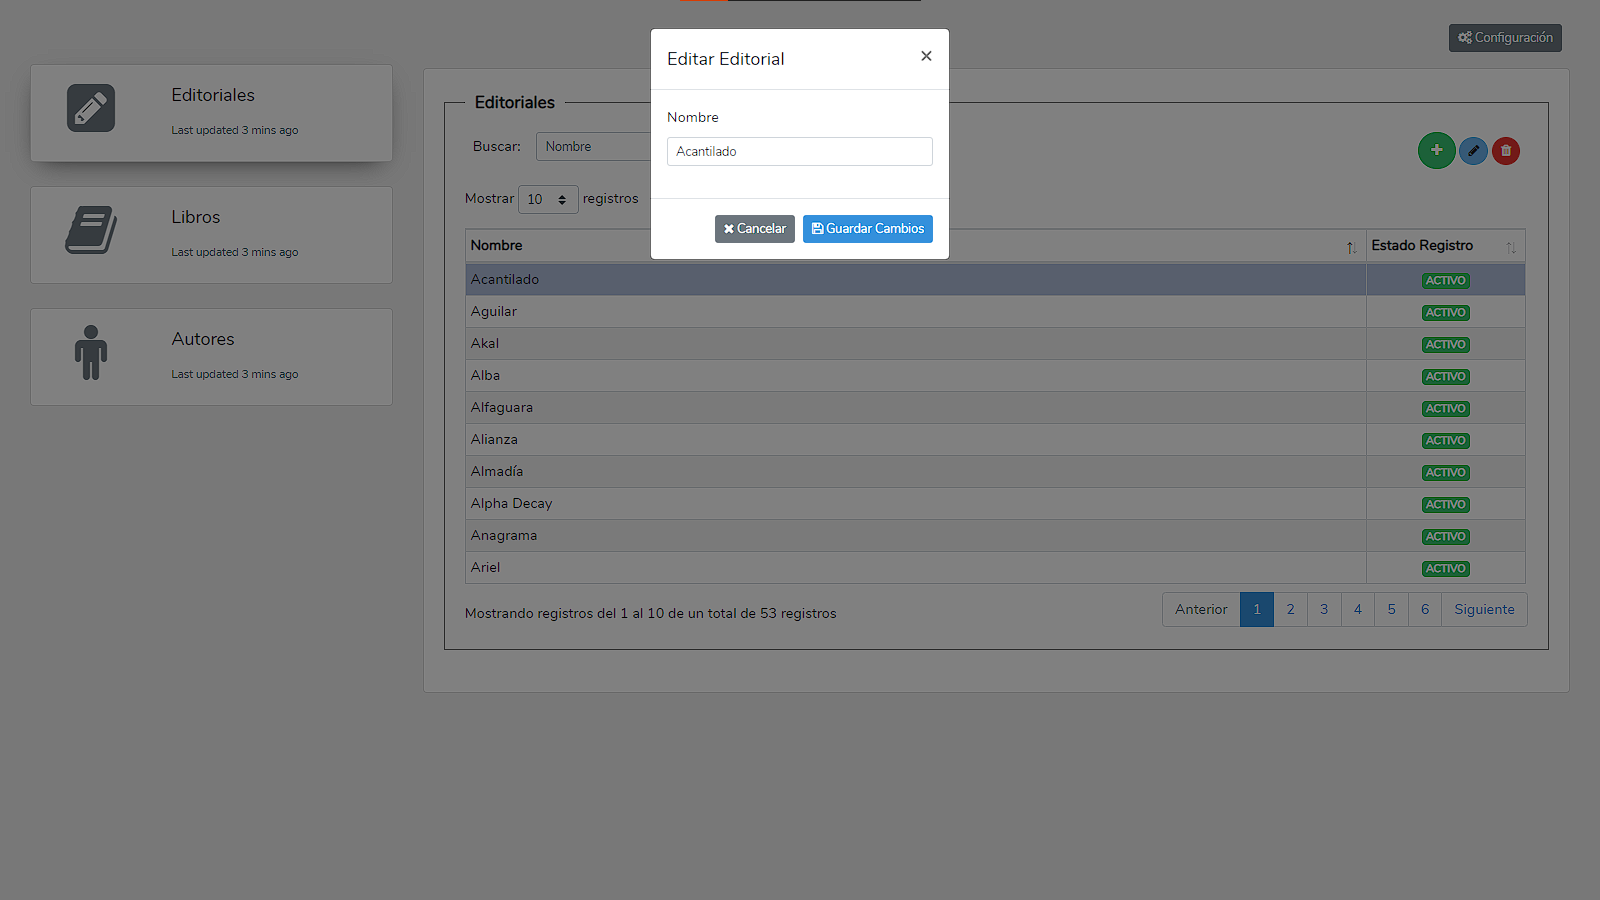 Configuración
Editoriales
Last updated 3 mins ago
Libros
Last updated 3 mins ago
Autores
Last updated 3 mins ago
Editar Editorial
Nombre
Acantilado
Cancelar Guardar Cambios
Editoriales
Buscar: Nombre
Mostrar 10 registros
Nombre Estado Registro
Acantilado ACTIVO
Aguilar ACTIVO
Akal ACTIVO
Alba ACTIVO
Alfaguara ACTIVO
Alianza ACTIVO
Almadía ACTIVO
Alpha Decay ACTIVO
Anagrama ACTIVO
Ariel ACTIVO
Mostrando registros del 1 al 10 de un total de 53 registros
Anterior 1 2 3 4 5 6 Siguiente